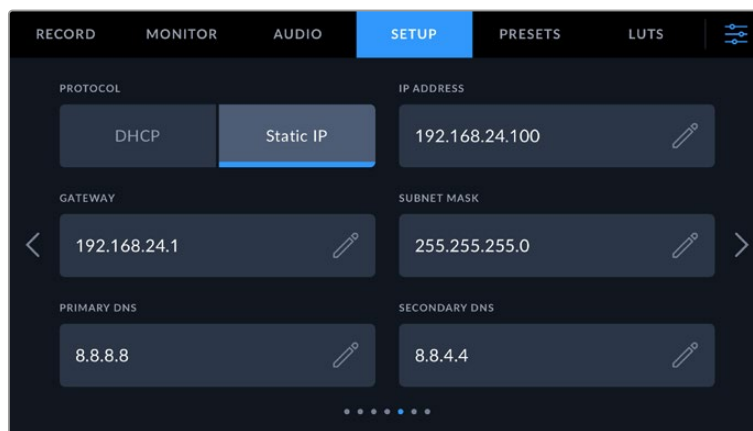 RECORD MONITOR AUDIO SETUP PRESETS LUTS
PROTOCOL IP ADDRESS
DHCP Static IP 192.168.24.100
GATEWAY SUBNET MASK
192.168.24.1 255.255.255.0
PRIMARY DNS SECONDARY DNS
8.8.8.8 8.8.4.4